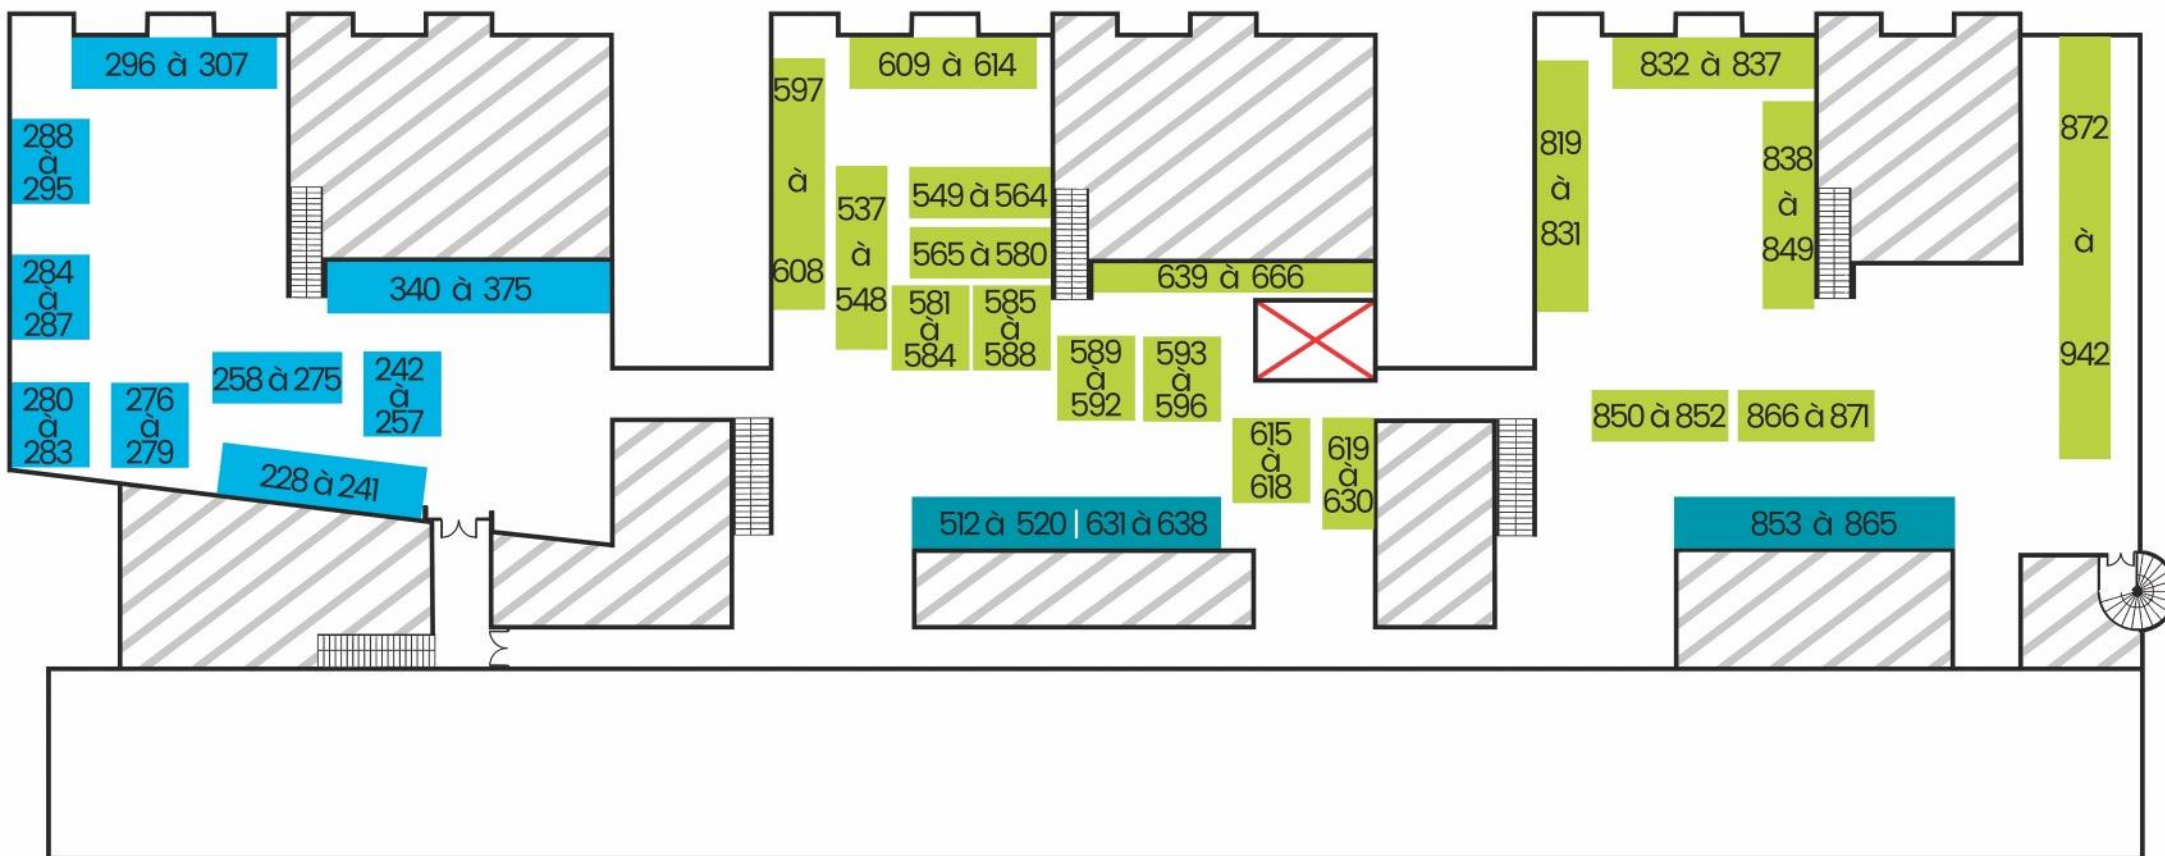 296 à 307
288
à
295
284
à
287
280
à
283
276
à
279
258 à 275
242
à
257
228 à 241
340 à 375
597
à
608
609 à 614
537
à
548
549 à 564
565 à 580
581
à
584
585
à
588
589
à
592
593
à
596
639 à 666
615
à
618
619
à
630
512 à 520 | 631 à 638
819
à
831
832 à 837
838
à
849
850 à 852
866 à 871
853 à 865
872
à
942